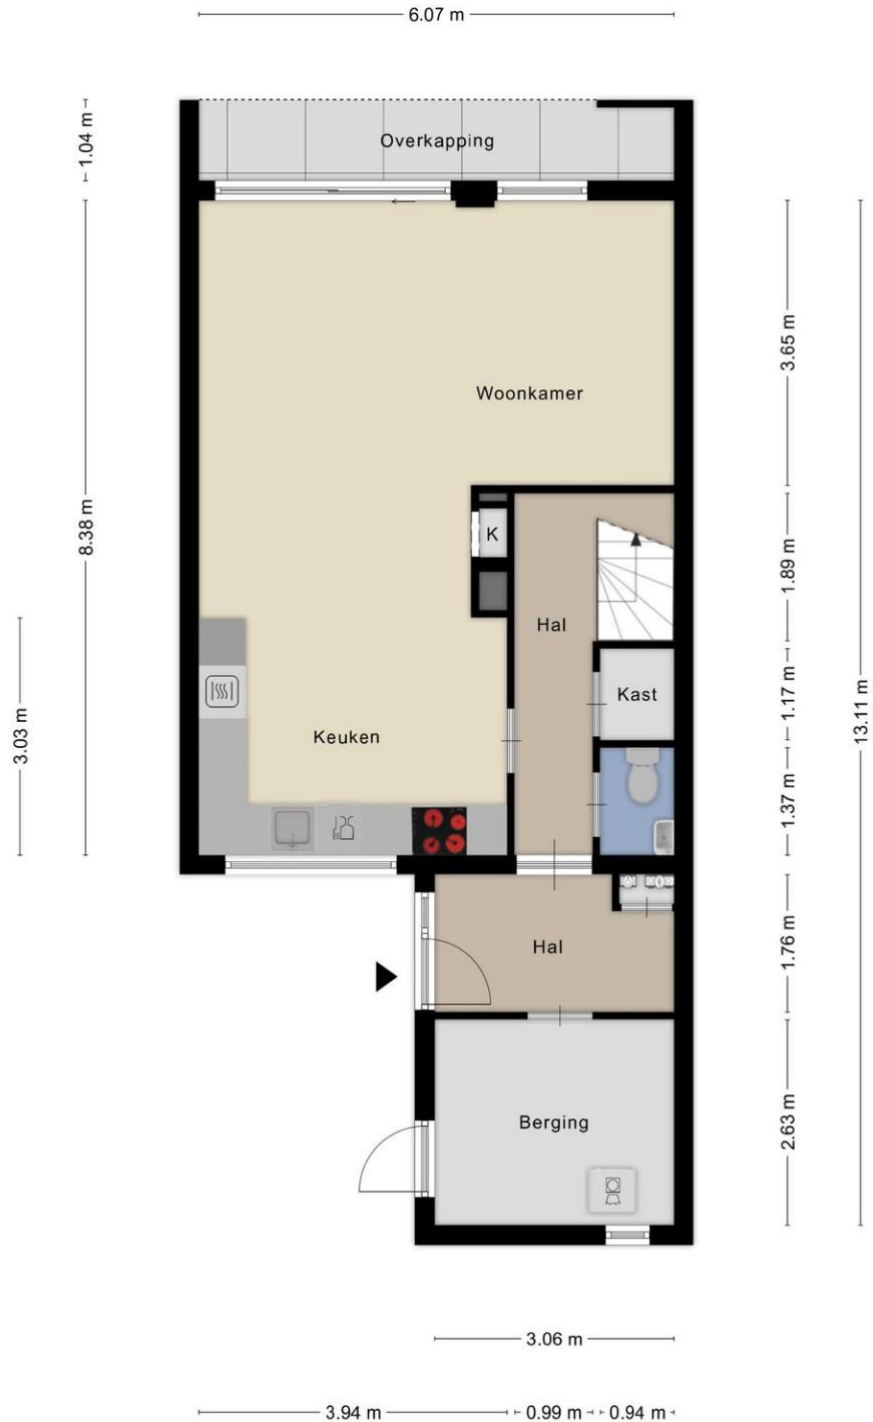 6.07 m
1.04 m
Overkapping
3.65 m
Woonkamer
8.38 m
K
1.89 m
Hal
1.17 m
Kast
13.11 m
3.03 m
Keuken
1.37 m
1.76 m
Hal
2.63 m
Berging
3.06 m
3.94 m
0.99 m
0.94 m